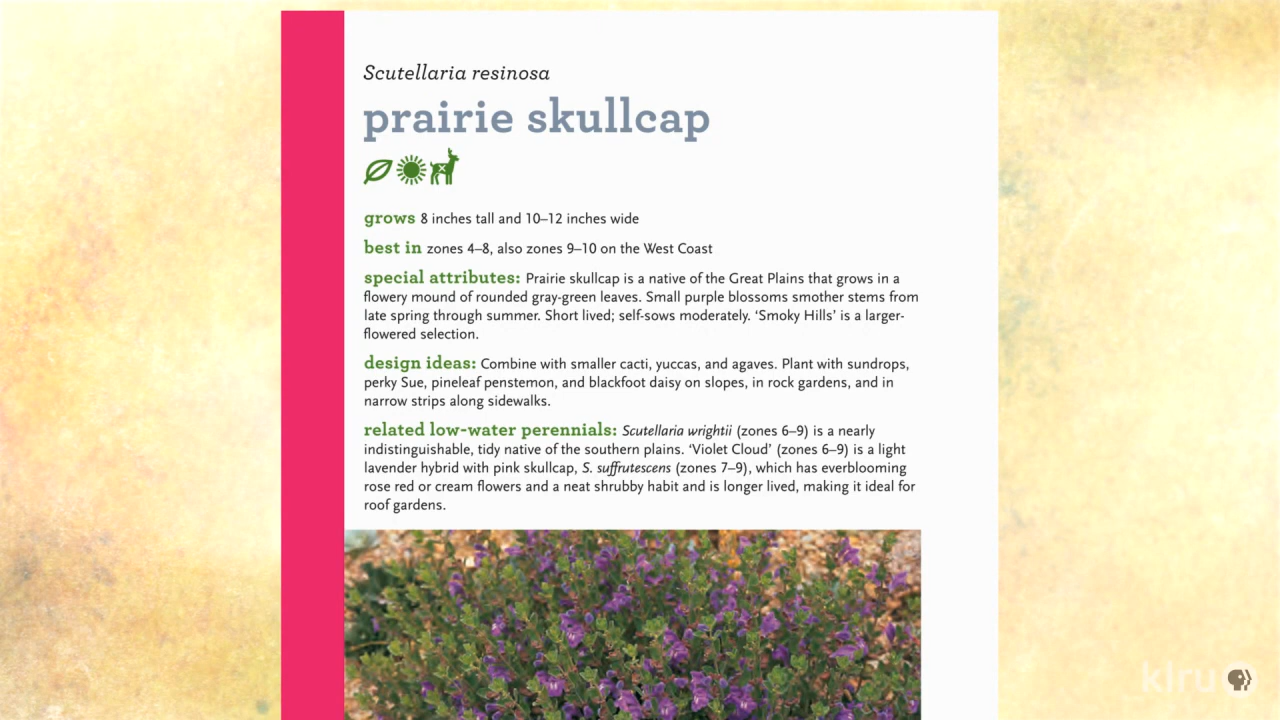 Scutellaria resinosa
prairie skullcap
grows 8 inches tall and 10–12 inches wide
best in zones 4–8, also zones 9–10 on the West Coast
special attributes: Prairie skullcap is a native of the Great Plains that grows in a
flowery mound of rounded gray-green leaves. Small purple blossoms smother stems from
late spring through summer. Short lived; self-sows moderately. ‘Smoky Hills’ is a larger-
flowered selection.
design ideas: Combine with smaller cacti, yuccas, and agaves. Plant with sundrops,
perky Sue, pineleaf penstemon, and blackfoot daisy on slopes, in rock gardens, and in
narrow strips along sidewalks.
related low-water perennials: Scutellaria wrightii (zones 6–9) is a nearly
indistinguishable, tidy native of the southern plains. ‘Violet Cloud’ (zones 6–9) is a light
lavender hybrid with pink skullcap, S. suffrutescens (zones 7–9), which has everblooming
rose red or cream flowers and a neat shrubby habit and is longer lived, making it ideal for
roof gardens.
klru